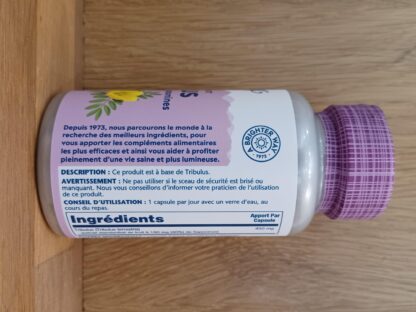 S
umines
A BRIGHTER WAY
• 1973 •
Depuis 1973, nous parcourons le monde à la
recherche des meilleurs ingrédients, pour
vous apporter les compléments alimentaires
les plus efficaces et ainsi vous aider à profiter
pleinement d'une vie saine et plus lumineuse.
DESCRIPTION : Ce produit est à base de Tribulus.
AVERTISSEMENT : Ne pas utiliser si le sceau de sécurité est brisé ou
manquant. Nous vous conseillons d'informer votre praticien de l'utilisation
de ce produit.
CONSEIL D'UTILISATION : 1 capsule par jour avec un verre d'eau, au
cours du repas.
Ingrédients
Apport Par
Capsule
Tribulus (Tribulus terrestris)
450 mg